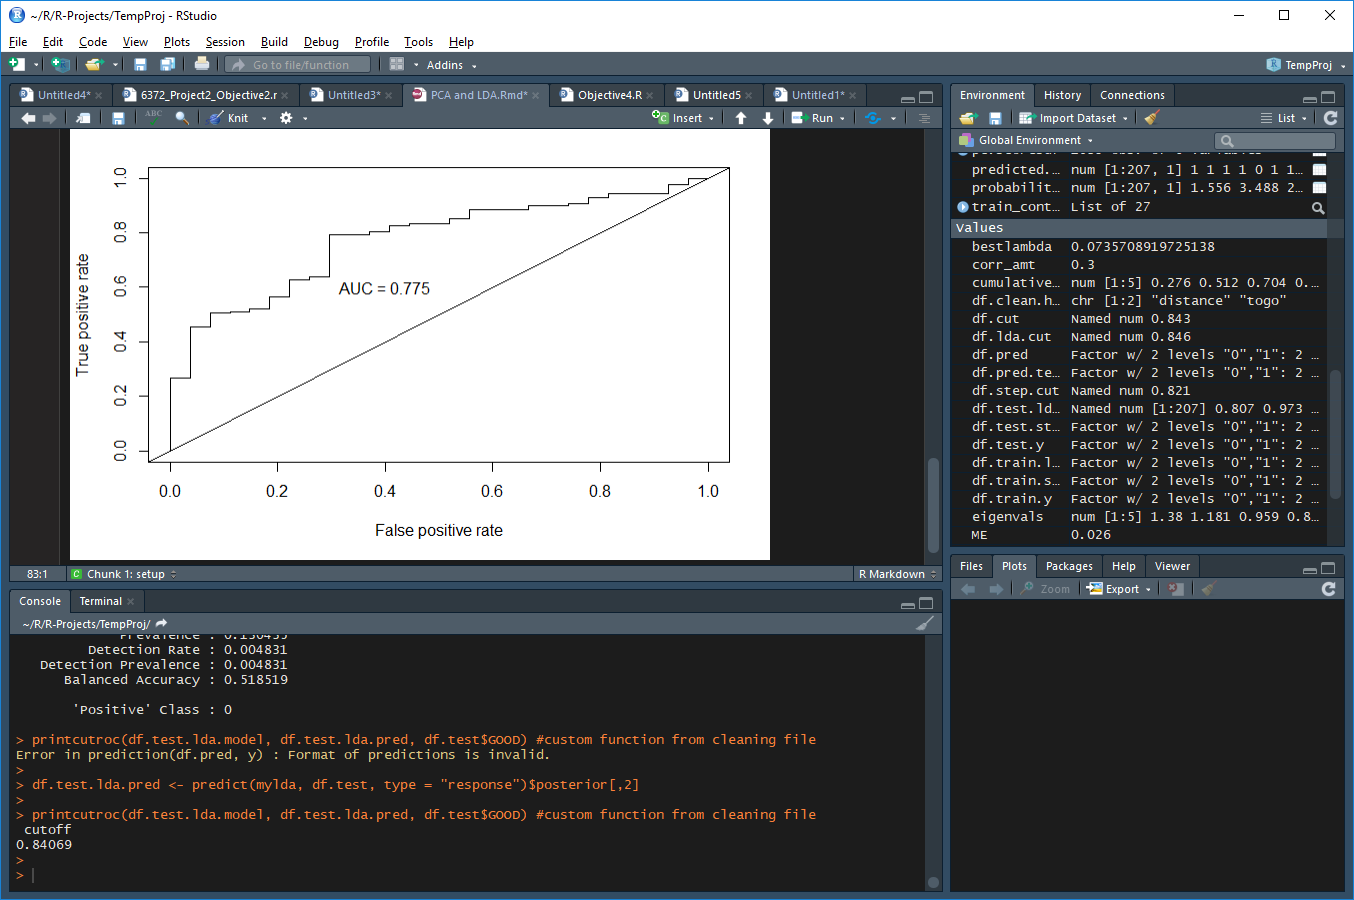 ~/R/R-Projects/TempProj - RStudio
File Edit Code View Plots Session Build Debug Profile Tools Help
Go to file/function Addins TempProj
Untitled4* 6372_Project2_Objective2.r Untitled3* PCA and LDA.Rmd* Objective4.R Untitled5 Untitled1*
ABC Knit Insert Run
1.0
0.8
0.6
0.4
0.2
0.0
True positive rate
AUC = 0.775
0.0 0.2 0.4 0.6 0.8 1.0
False positive rate
83:1 C Chunk 1: setup R Markdown
Console Terminal
~/R/R-Projects/TempProj/
Prevalence : 0.130435
Detection Rate : 0.004831
Detection Prevalence : 0.004831
Balanced Accuracy : 0.518519
'Positive' Class : 0
> printcutroc(df.test.lda.model, df.test.lda.pred, df.test$GOOD) #custom function from cleaning file
Error in prediction(df.pred, y) : Format of predictions is invalid.
>
> df.test.lda.pred <- predict(mylda, df.test, type = "response")$posterior[,2]
>
> printcutroc(df.test.lda.model, df.test.lda.pred, df.test$GOOD) #custom function from cleaning file
cutoff
0.84069
>
>
Environment History Connections
Import Dataset List
Global Environment
predicted.… num [1:207, 1] 1 1 1 1 0 1 1…
probabilit… num [1:207, 1] 1.556 3.488 2…
train_cont… List of 27
Values
bestlambda 0.0735708919725138
corr_amt 0.3
cumulative… num [1:5] 0.276 0.512 0.704 0.…
df.clean.h… chr [1:2] "distance" "togo"
df.cut Named num 0.843
df.lda.cut Named num 0.846
df.pred Factor w/ 2 levels "0","1": 2 …
df.pred.te… Factor w/ 2 levels "0","1": 2 …
df.step.cut Named num 0.821
df.test.ld… Named num [1:207] 0.807 0.973 …
df.test.st… Factor w/ 2 levels "0","1": 2 …
df.test.y Factor w/ 2 levels "0","1": 2 …
df.train.l… Factor w/ 2 levels "0","1": 2 …
df.train.s… Factor w/ 2 levels "0","1": 2 …
df.train.y Factor w/ 2 levels "0","1": 2 …
eigenvals num [1:5] 1.38 1.181 0.959 0.8…
ME 0.026
Files Plots Packages Help Viewer
Zoom Export